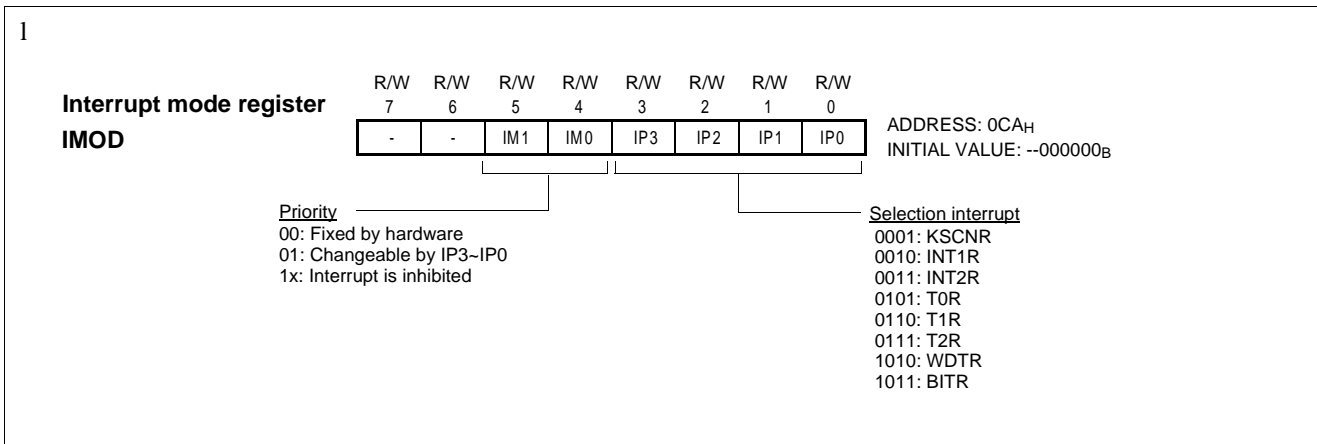 l
R/W R/W R/W R/W R/W R/W R/W R/W
Interrupt mode register 7 6 5 4 3 2 1 0
IMOD - - IM1 IM0 IP3 IP2 IP1 IP0
ADDRESS: 0CAH
INITIAL VALUE: --000000B
Priority
00: Fixed by hardware
01: Changeable by IP3~IP0
1x: Interrupt is inhibited
Selection interrupt
0001: KSCNR
0010: INT1R
0011: INT2R
0101: T0R
0110: T1R
0111: T2R
1010: WDTR
1011: BITR